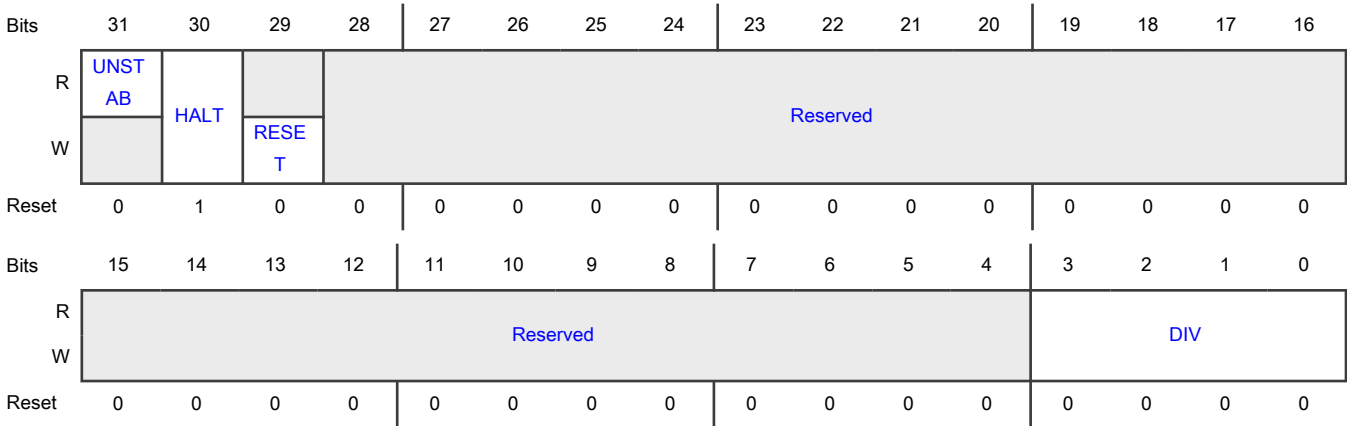 Bits 31 30 29 28 27 26 25 24 23 22 21 20 19 18 17 16
R UNST
AB
HALT Reserved
W RESE
T
Reset 0 1 0 0 0 0 0 0 0 0 0 0 0 0 0 0
Bits 15 14 13 12 11 10 9 8 7 6 5 4 3 2 1 0
R
Reserved DIV
W
Reset 0 0 0 0 0 0 0 0 0 0 0 0 0 0 0 0